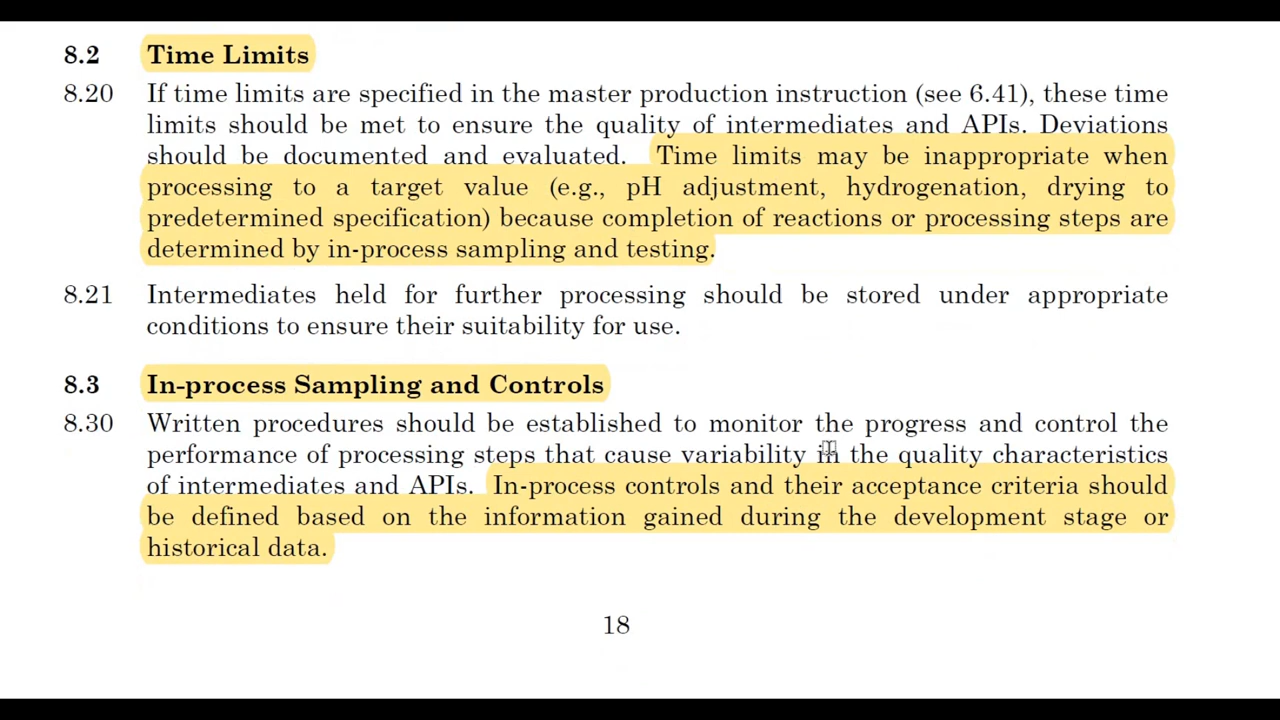 8.2 Time Limits
8.20 If time limits are specified in the master production instruction (see 6.41), these time
limits should be met to ensure the quality of intermediates and APIs. Deviations
should be documented and evaluated. Time limits may be inappropriate when
processing to a target value (e.g., pH adjustment, hydrogenation, drying to
predetermined specification) because completion of reactions or processing steps are
determined by in-process sampling and testing.
8.21 Intermediates held for further processing should be stored under appropriate
conditions to ensure their suitability for use.
8.3 In-process Sampling and Controls
8.30 Written procedures should be established to monitor the progress and control the
performance of processing steps that cause variability in the quality characteristics
of intermediates and APIs. In-process controls and their acceptance criteria should
be defined based on the information gained during the development stage or
historical data.
18